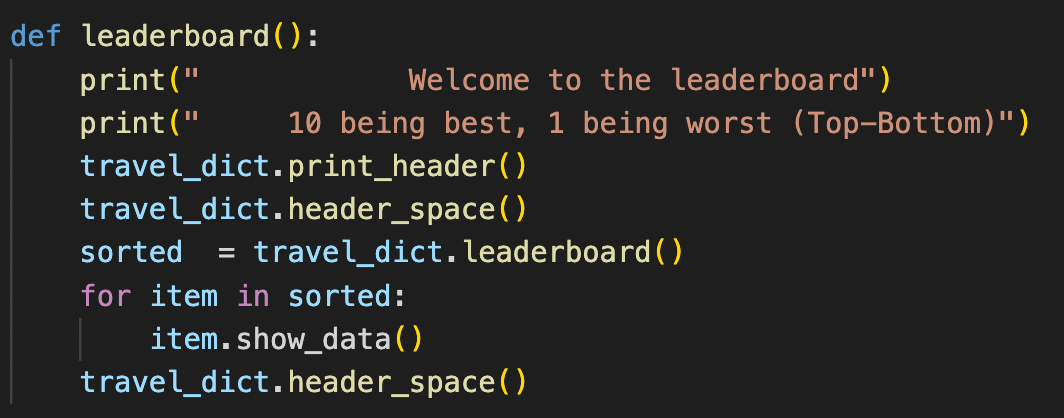 def leaderboard():
    print("            Welcome to the leaderboard")
    print("     10 being best, 1 being worst (Top-Bottom)")
    travel_dict.print_header()
    travel_dict.header_space()
    sorted  = travel_dict.leaderboard()
    for item in sorted:
        item.show_data()
    travel_dict.header_space()